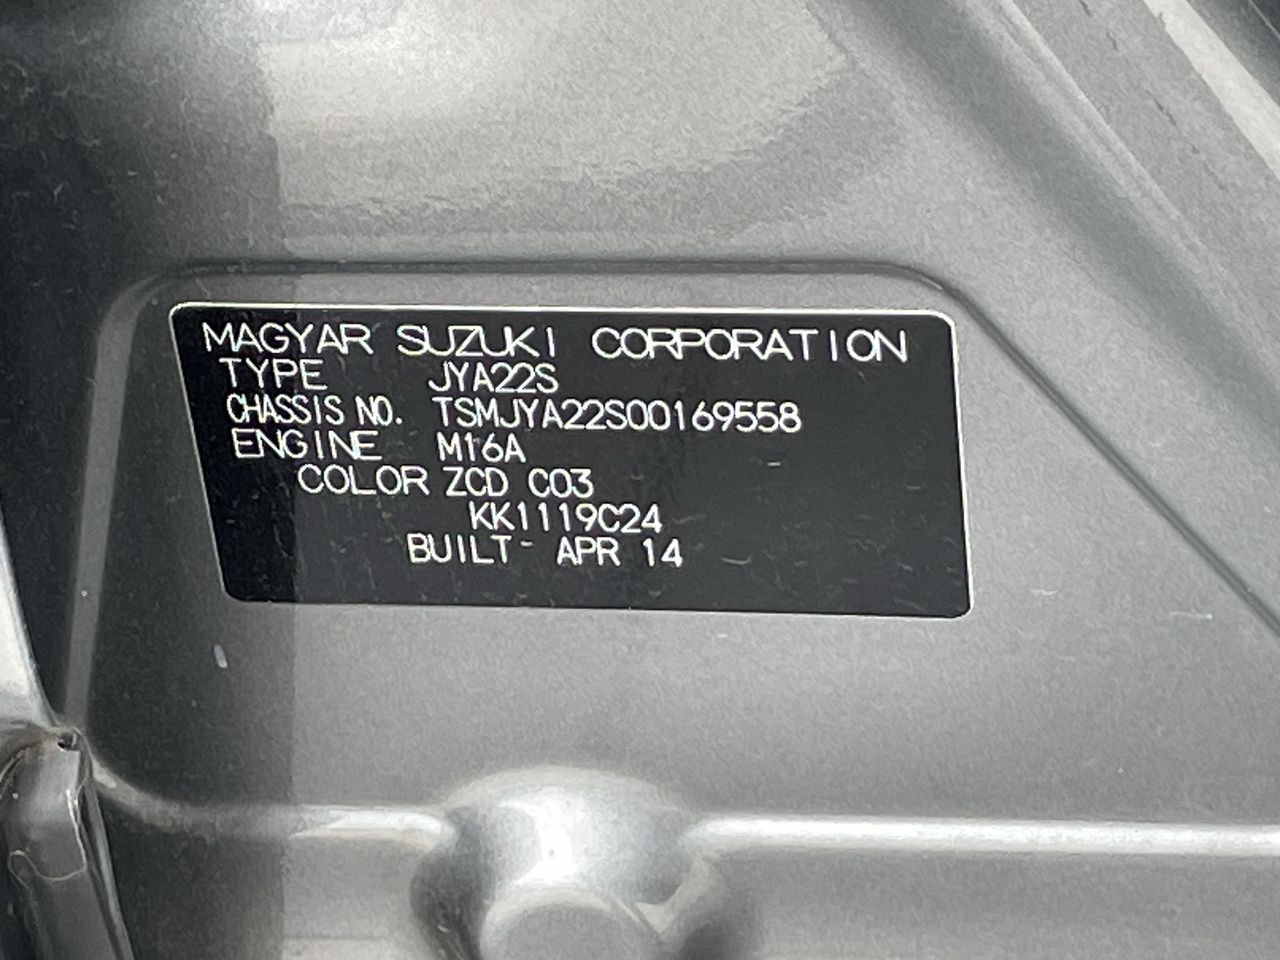 MAGYAR SUZUKI CORPORATION
TYPE JYA22S
CHASSIS NO. TSMJYA22S00169558
ENGINE M16A
COLOR ZCD C03
KK1119C24
BUILT- APR 14